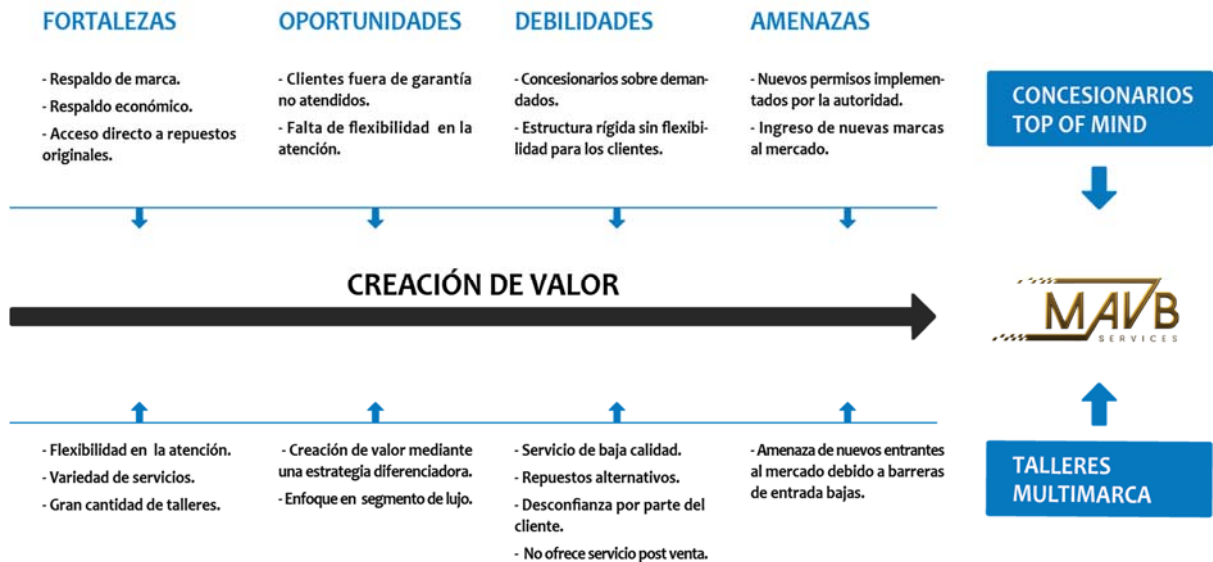 FORTALEZAS
- Respaldo de marca.
- Respaldo económico.
- Acceso directo a repuestos
originales.
OPORTUNIDADES
- Clientes fuera de garantía
no atendidos.
- Falta de flexibilidad en la
atención.
DEBILIDADES
- Concesionarios sobre deman-
dados.
- Estructura rígida sin flexibi-
lidad para los clientes.
AMENAZAS
- Nuevos permisos implemen-
tados por la autoridad.
- Ingreso de nuevas marcas
al mercado.
CONCESIONARIOS
TOP OF MIND
CREACIÓN DE VALOR
MAVB
SERVICES
- Flexibilidad en la atención.
- Variedad de servicios.
- Gran cantidad de talleres.
- Creación de valor mediante
una estrategia diferenciadora.
- Enfoque en segmento de lujo.
- Servicio de baja calidad.
- Repuestos alternativos.
- Desconfianza por parte del
cliente.
- No ofrece servicio post venta.
- Amenaza de nuevos entrantes
al mercado debido a barreras
de entrada bajas.
TALLERES
MULTIMARCA